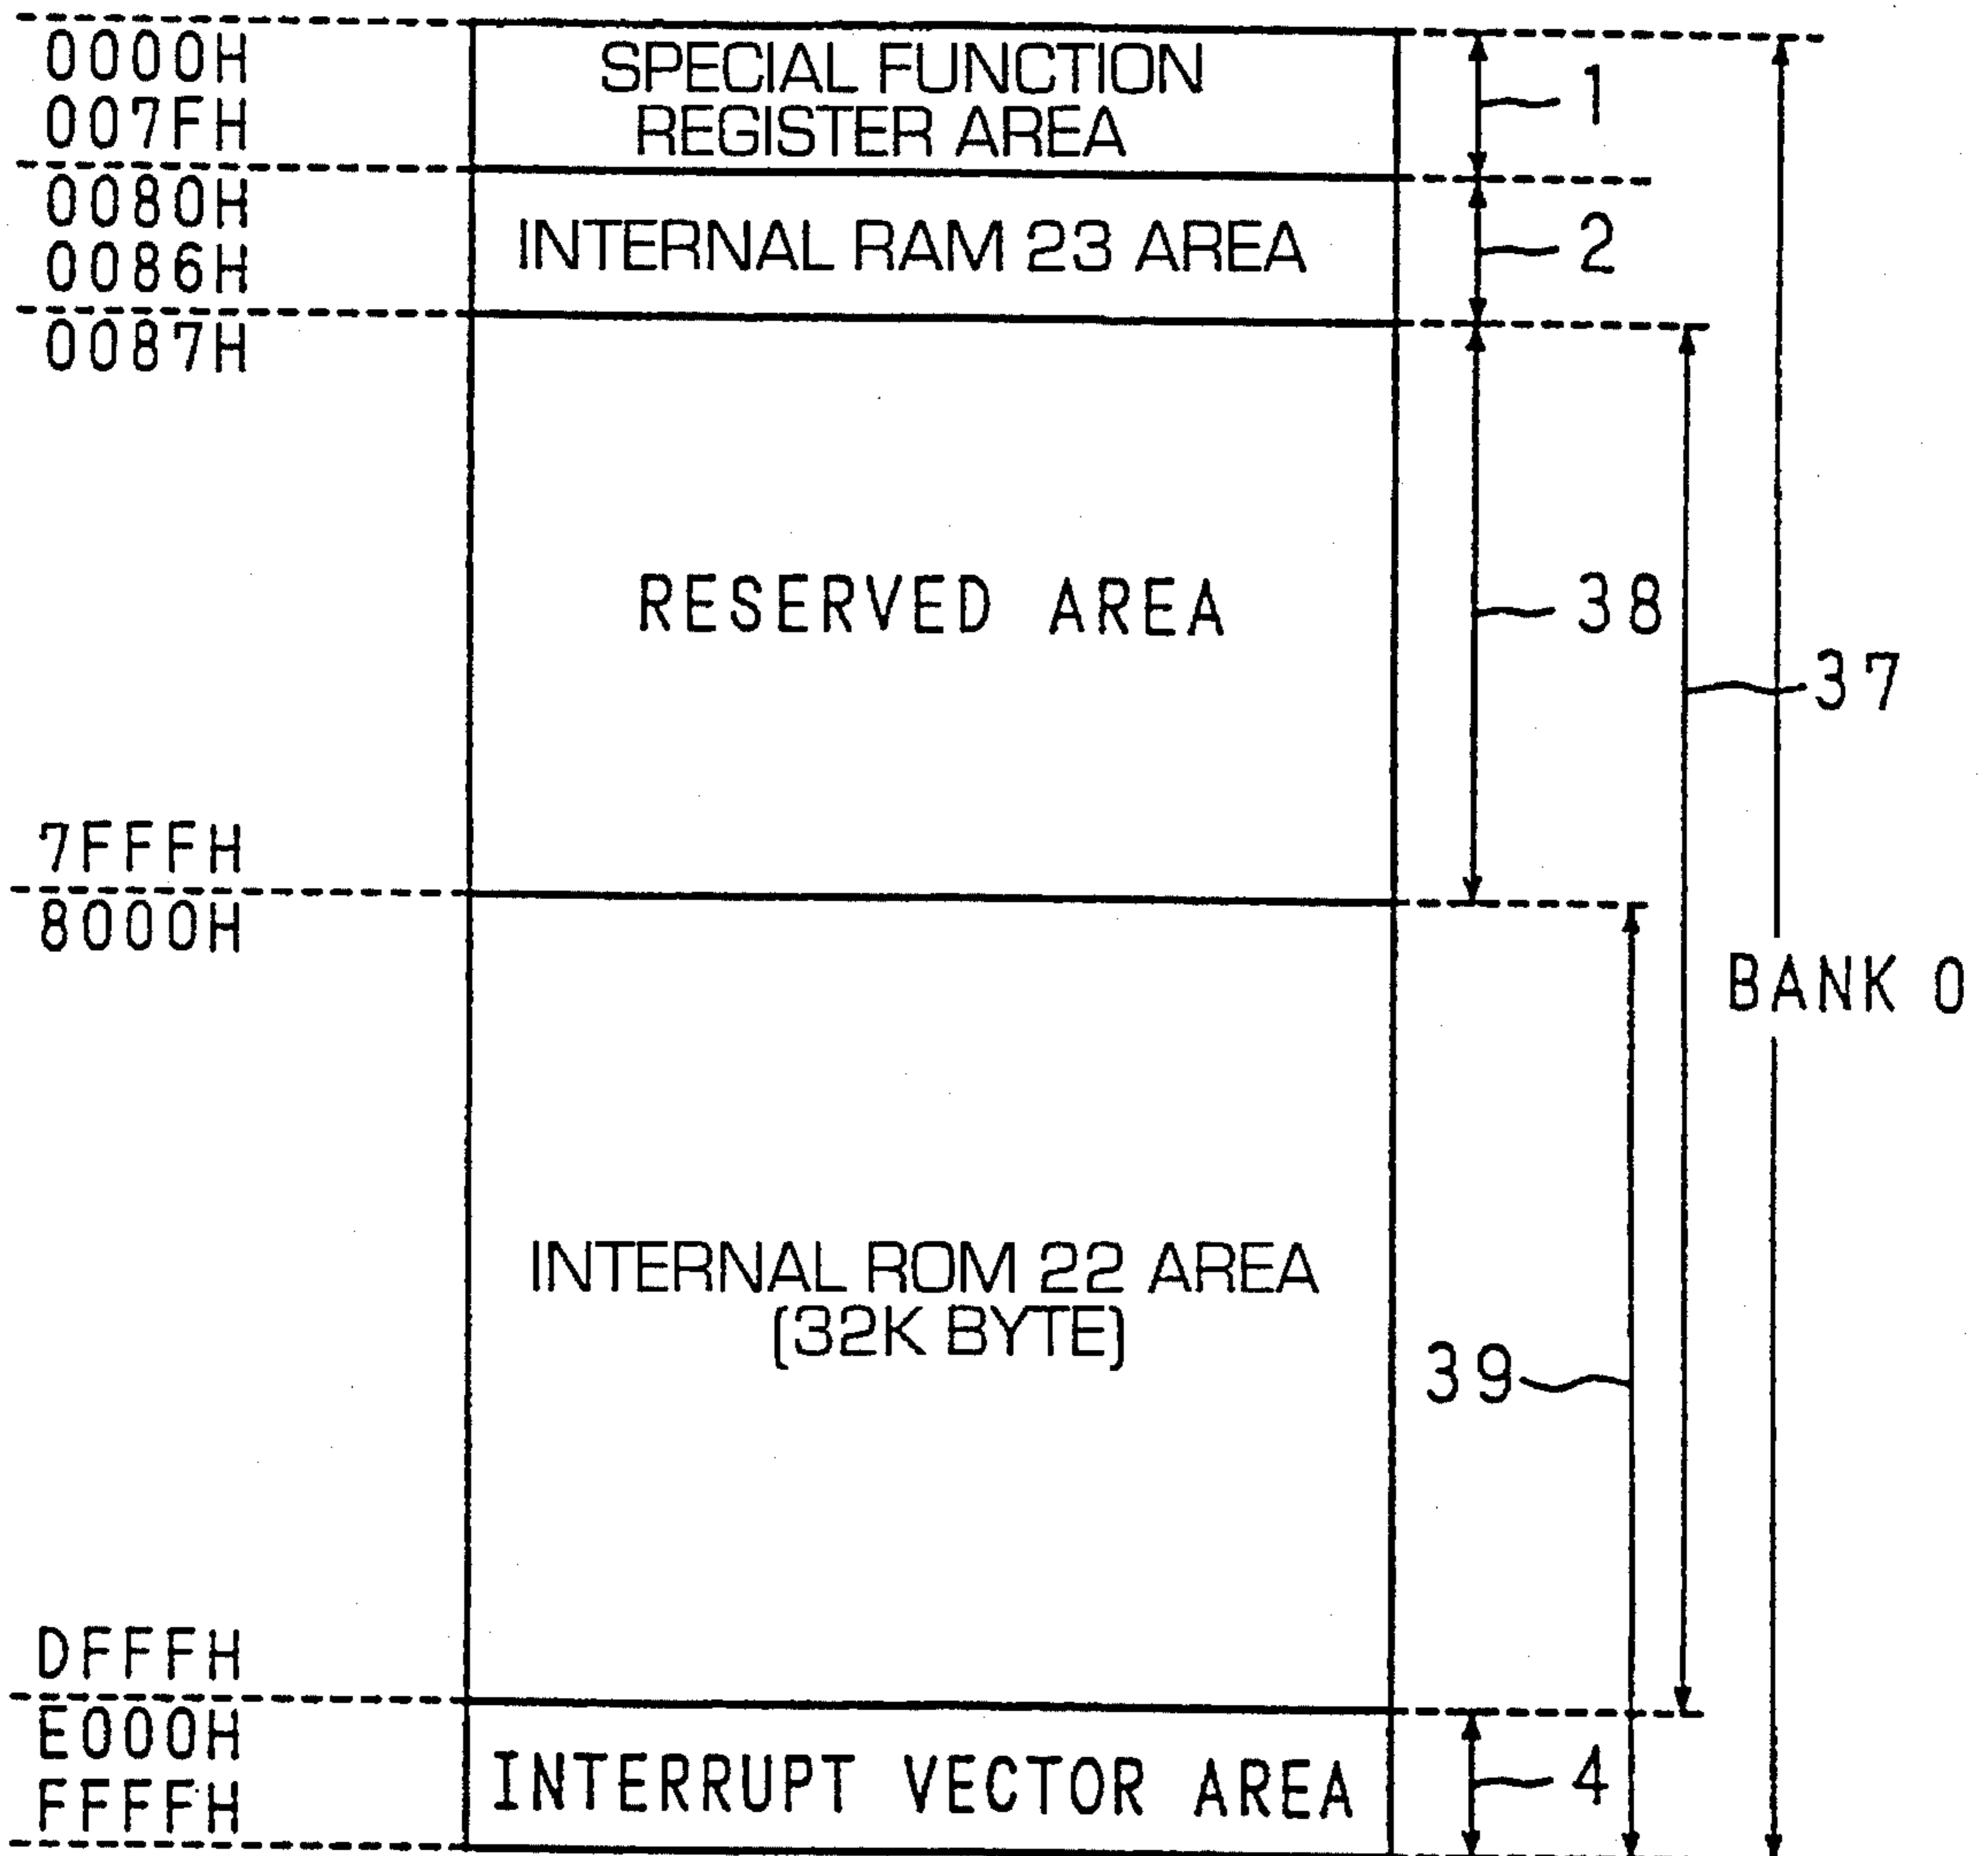 0000H
SPECIAL FUNCTION
007FH
REGISTER AREA
1
0080H
INTERNAL RAM 23 AREA
2
0086H
0087H
RESERVED AREA
38
37
7FFFH
8000H
BANK 0
INTERNAL ROM 22 AREA
(32K BYTE)
39
DFFFH
E000H
INTERRUPT VECTOR AREA
4
FFFFH